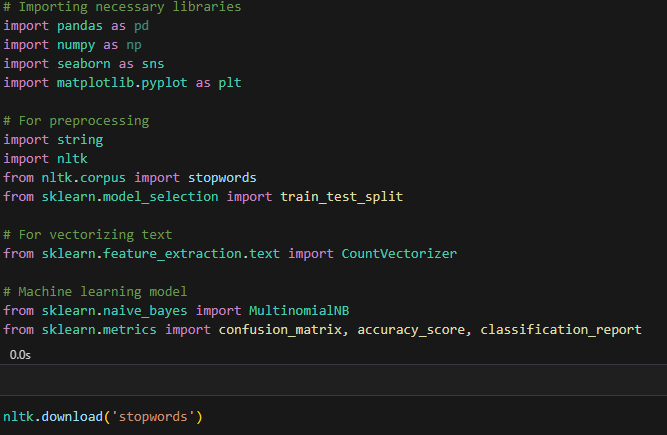 # Importing necessary libraries
import pandas as pd
import numpy as np
import seaborn as sns
import matplotlib.pyplot as plt
# For preprocessing
import string
import nltk
from nltk.corpus import stopwords
from sklearn.model_selection import train_test_split
# For vectorizing text
from sklearn.feature_extraction.text import CountVectorizer
# Machine learning model
from sklearn.naive_bayes import MultinomialNB
from sklearn.metrics import confusion_matrix, accuracy_score, classification_report
0.0s
nltk.download('stopwords')